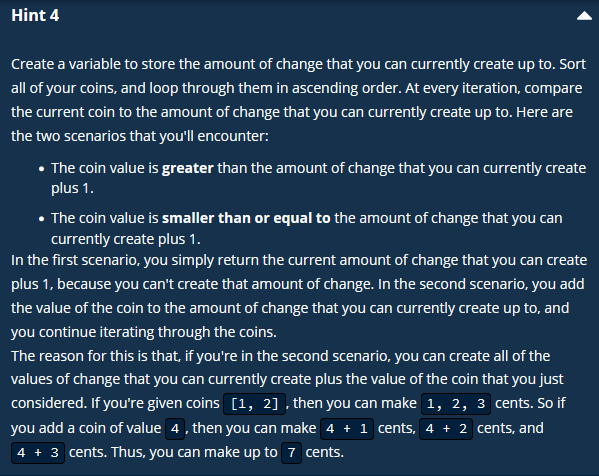 Hint 4
Create a variable to store the amount of change that you can currently create up to. Sort
all of your coins, and loop through them in ascending order. At every iteration, compare
the current coin to the amount of change that you can currently create up to. Here are
the two scenarios that you'll encounter:
• The coin value is greater than the amount of change that you can currently create
plus 1.
• The coin value is smaller than or equal to the amount of change that you can
currently create plus 1.
In the first scenario, you simply return the current amount of change that you can create
plus 1, because you can't create that amount of change. In the second scenario, you add
the value of the coin to the amount of change that you can currently create up to, and
you continue iterating through the coins.
The reason for this is that, if you're in the second scenario, you can create all of the
values of change that you can currently create plus the value of the coin that you just
considered. If you're given coins [1, 2] , then you can make 1, 2, 3 cents. So if
you add a coin of value 4 , then you can make 4 + 1 cents, 4 + 2 cents, and
4 + 3 cents. Thus, you can make up to 7 cents.